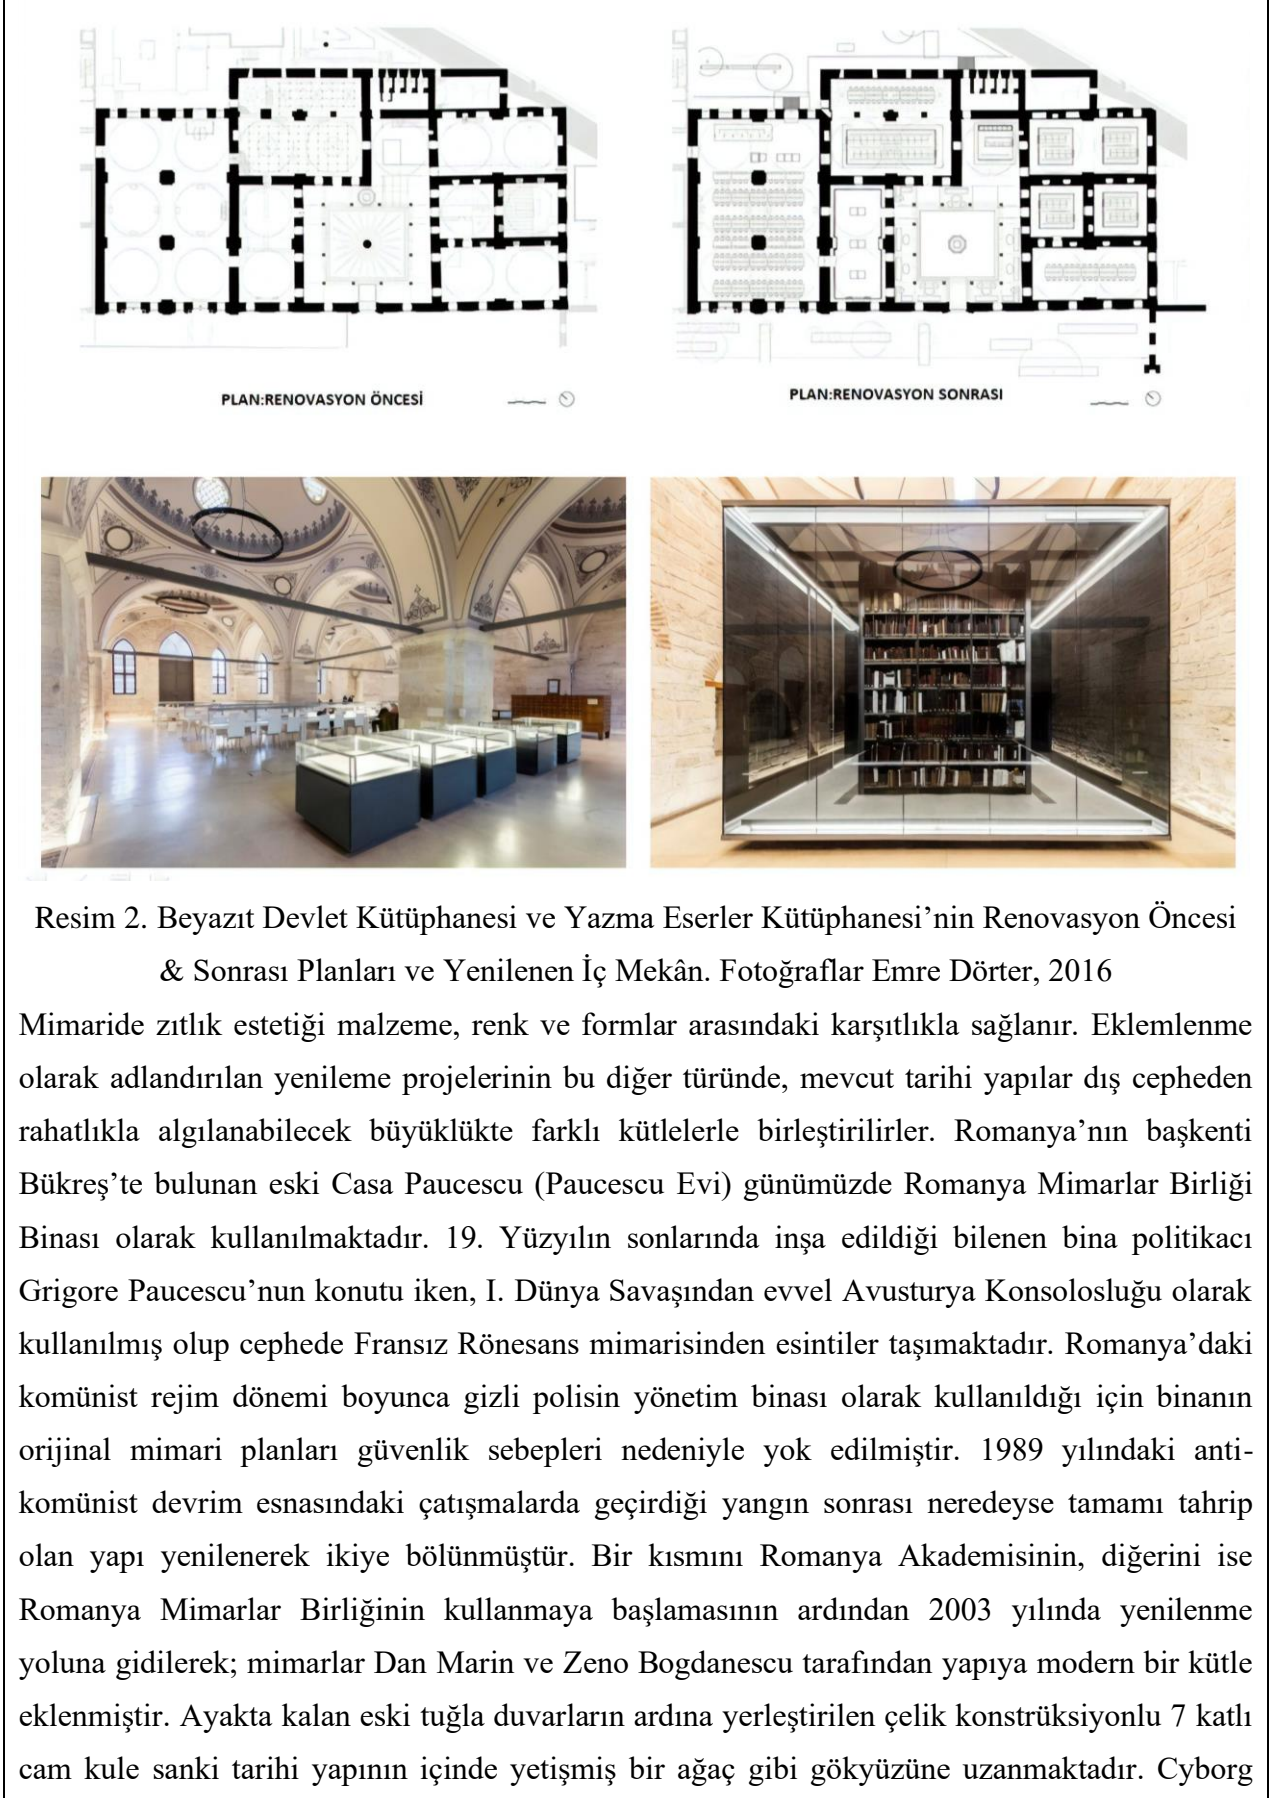 PLAN:RENOVASYON ÖNCESİ
PLAN:RENOVASYON SONRASI
Resim 2. Beyazıt Devlet Kütüphanesi ve Yazma Eserler Kütüphanesi’nin Renovasyon Öncesi
& Sonrası Planları ve Yenilenen İç Mekân. Fotoğraflar Emre Dörter, 2016
Mimaride zıtlık estetiği malzeme, renk ve formlar arasındaki karşıtlıkla sağlanır. Eklemlenme
olarak adlandırılan yenileme projelerinin bu diğer türünde, mevcut tarihi yapılar dış cepheden
rahatlıkla algılanabilecek büyüklükte farklı kütlelerle birleştirilirler. Romanya’nın başkenti
Bükreş’te bulunan eski Casa Paucescu (Paucescu Evi) günümüzde Romanya Mimarlar Birliği
Binası olarak kullanılmaktadır. 19. Yüzyılın sonlarında inşa edildiği bilenen bina politikacı
Grigore Paucescu’nun konutu iken, I. Dünya Savaşından evvel Avusturya Konsolosluğu olarak
kullanılmış olup cephede Fransız Rönesans mimarisinden esintiler taşımaktadır. Romanya’daki
komünist rejim dönemi boyunca gizli polisin yönetim binası olarak kullanıldığı için binanın
orijinal mimari planları güvenlik sebepleri nedeniyle yok edilmiştir. 1989 yılındaki anti-
komünist devrim esnasındaki çatışmalarda geçirdiği yangın sonrası neredeyse tamamı tahrip
olan yapı yenilenerek ikiye bölünmüştür. Bir kısmını Romanya Akademisinin, diğerini ise
Romanya Mimarlar Birliğinin kullanmaya başlamasının ardından 2003 yılında yenilenme
yoluna gidilerek; mimarlar Dan Marin ve Zeno Bogdanescu tarafından yapıya modern bir kütle
eklenmiştir. Ayakta kalan eski tuğla duvarların ardına yerleştirilen çelik konstrüksiyonlu 7 katlı
cam kule sanki tarihi yapının içinde yetişmiş bir ağaç gibi gökyüzüne uzanmaktadır. Cyborg